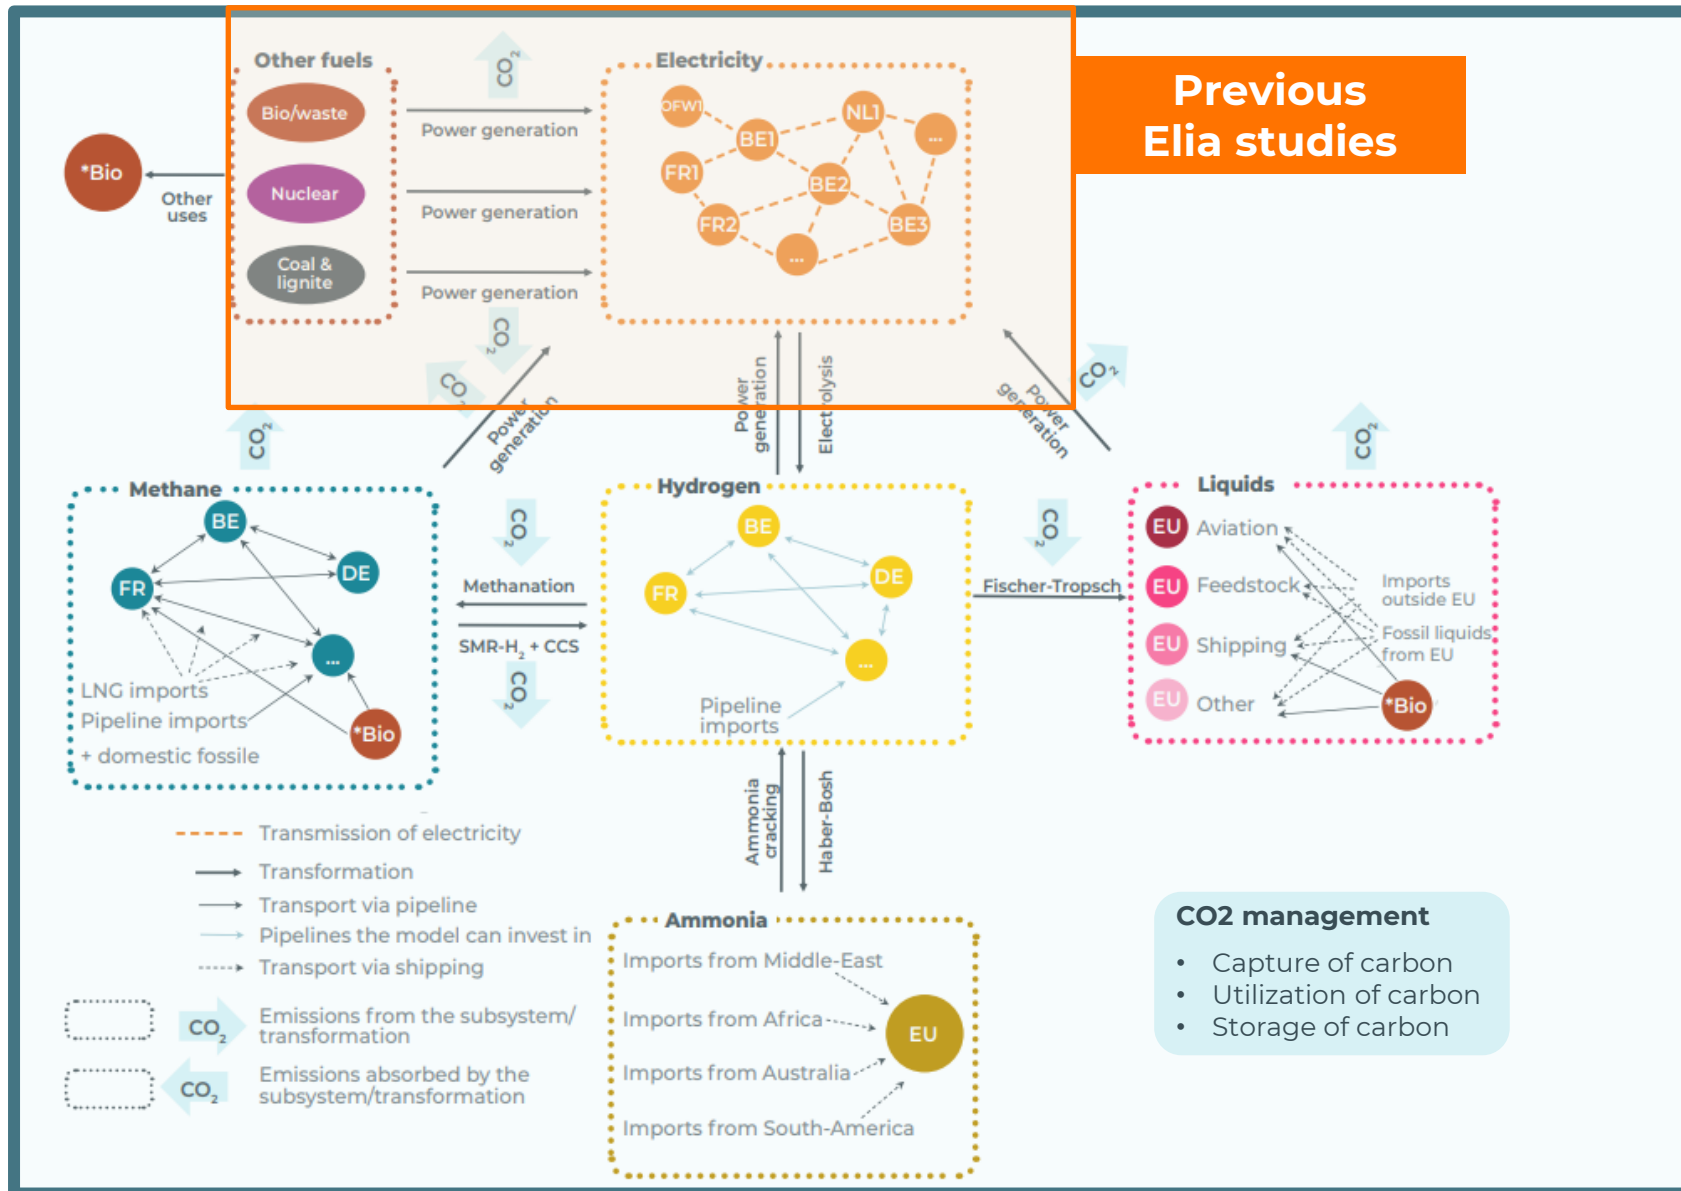 Previous
Elia studies
Other fuels
Bio/waste
Nuclear
Coal &
lignite
*Bio
Other
uses
CO2
Power generation
Power generation
Power generation
CO2
Electricity
OFW1
BE1
NL1
...
FR1
BE2
FR2
BE3
...
CO2
Power
generation
Power
generation
Electrolysis
Power
generation
CO2
CO2
CO2
Methane
BE
FR
DE
...
LNG imports
Pipeline imports
+ domestic fossile
*Bio
CO2
Methanation
SMR-H2 + CCS
CO2
Hydrogen
BE
FR
DE
...
Pipeline
imports
CO2
Fischer-Tropsch
Liquids
EU Aviation
EU Feedstock
EU Shipping
EU Other
Imports
outside EU
Fossil liquids
from EU
*Bio
Ammonia
cracking
Haber-Bosh
Ammonia
Imports from Middle-East
Imports from Africa
Imports from Australia
Imports from South-America
EU
Transmission of electricity
Transformation
Transport via pipeline
Pipelines the model can invest in
Transport via shipping
CO2
Emissions from the subsystem/
transformation
CO2
Emissions absorbed by the
subsystem/transformation
CO2 management
• Capture of carbon
• Utilization of carbon
• Storage of carbon